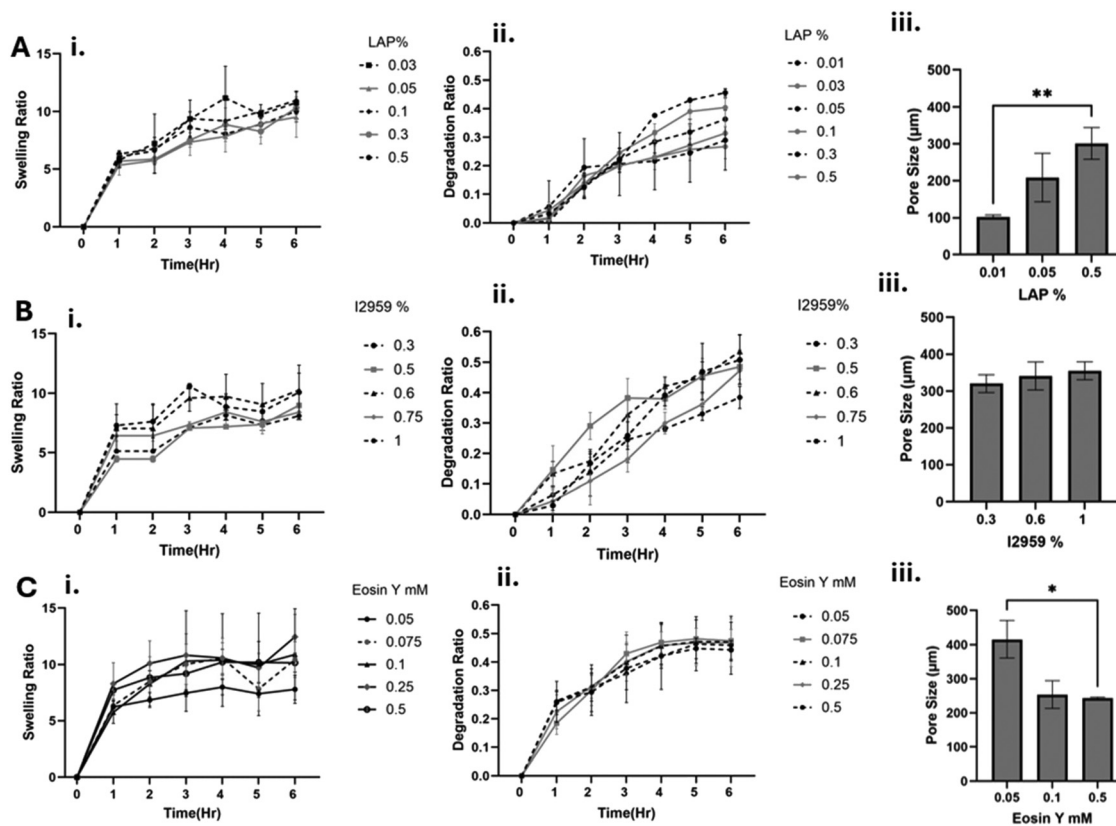 A
i.
LAP%
0.03
0.05
0.1
0.3
0.5
15
10
5
0
Swelling Ratio
0 1 2 3 4 5 6
Time(Hr)
ii.
LAP %
0.01
0.03
0.05
0.1
0.3
0.5
0.6
0.5
0.4
0.3
0.2
0.1
0.0
Degradation Ratio
0 1 2 3 4 5 6
Time(Hr)
iii.
500
400
300
200
100
0
Pore Size (µm)
**
0.01 0.05 0.5
LAP %
B
i.
I2959 %
0.3
0.5
0.6
0.75
1
15
10
5
0
Swelling Ratio
0 1 2 3 4 5 6
Time(Hr)
ii.
I2959%
0.3
0.5
0.6
0.75
1
0.6
0.5
0.4
0.3
0.2
0.1
0.0
Degradation Ratio
0 1 2 3 4 5 6
Time(Hr)
iii.
500
400
300
200
100
0
Pore Size (µm)
0.3 0.6 1
I2959 %
C
i.
Eosin Y mM
0.05
0.075
0.1
0.25
0.5
15
10
5
0
Swelling Ratio
0 1 2 3 4 5 6
Time(Hr)
ii.
Eosin Y mM
0.05
0.075
0.1
0.25
0.5
0.6
0.5
0.4
0.3
0.2
0.1
0.0
Degradation Ratio
0 1 2 3 4 5 6
Time(Hr)
iii.
500
400
300
200
100
0
Pore Size (µm)
*
0.05 0.1 0.5
Eosin Y mM